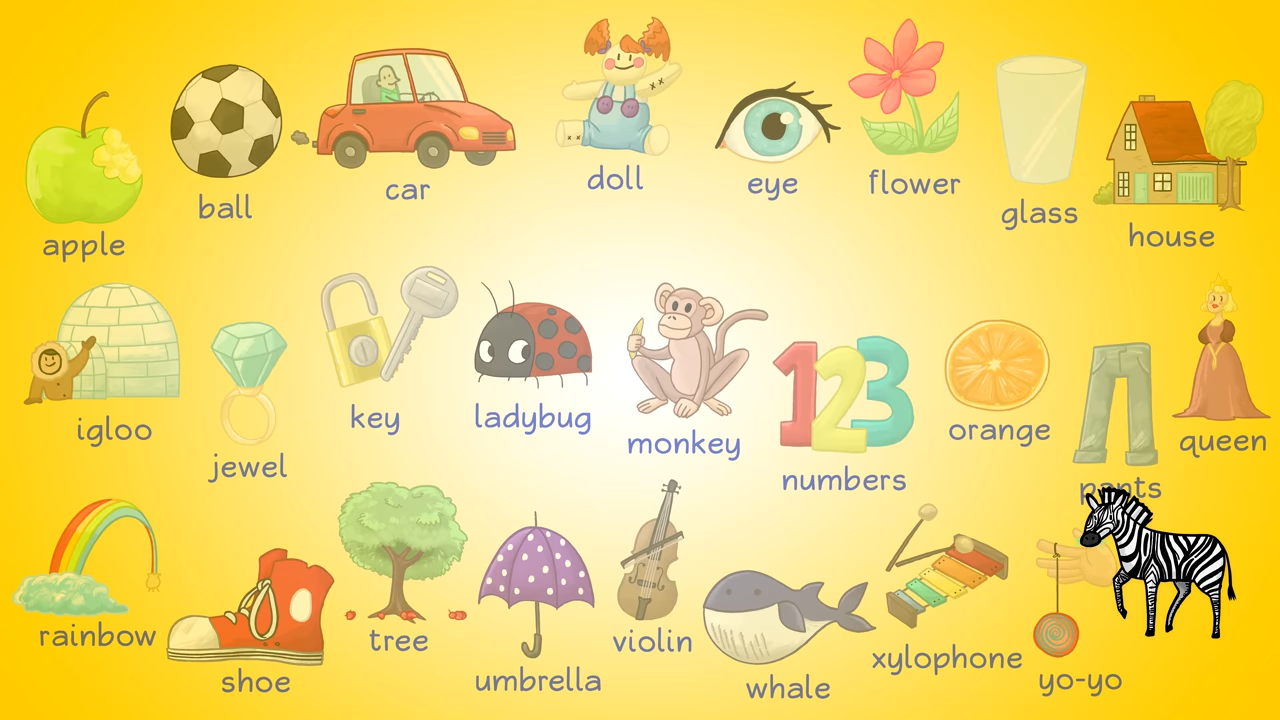 apple
ball
car
doll
eye
flower
glass
house
igloo
jewel
key
ladybug
monkey
numbers
123
orange
pants
queen
rainbow
shoe
tree
umbrella
violin
whale
xylophone
yo-yo